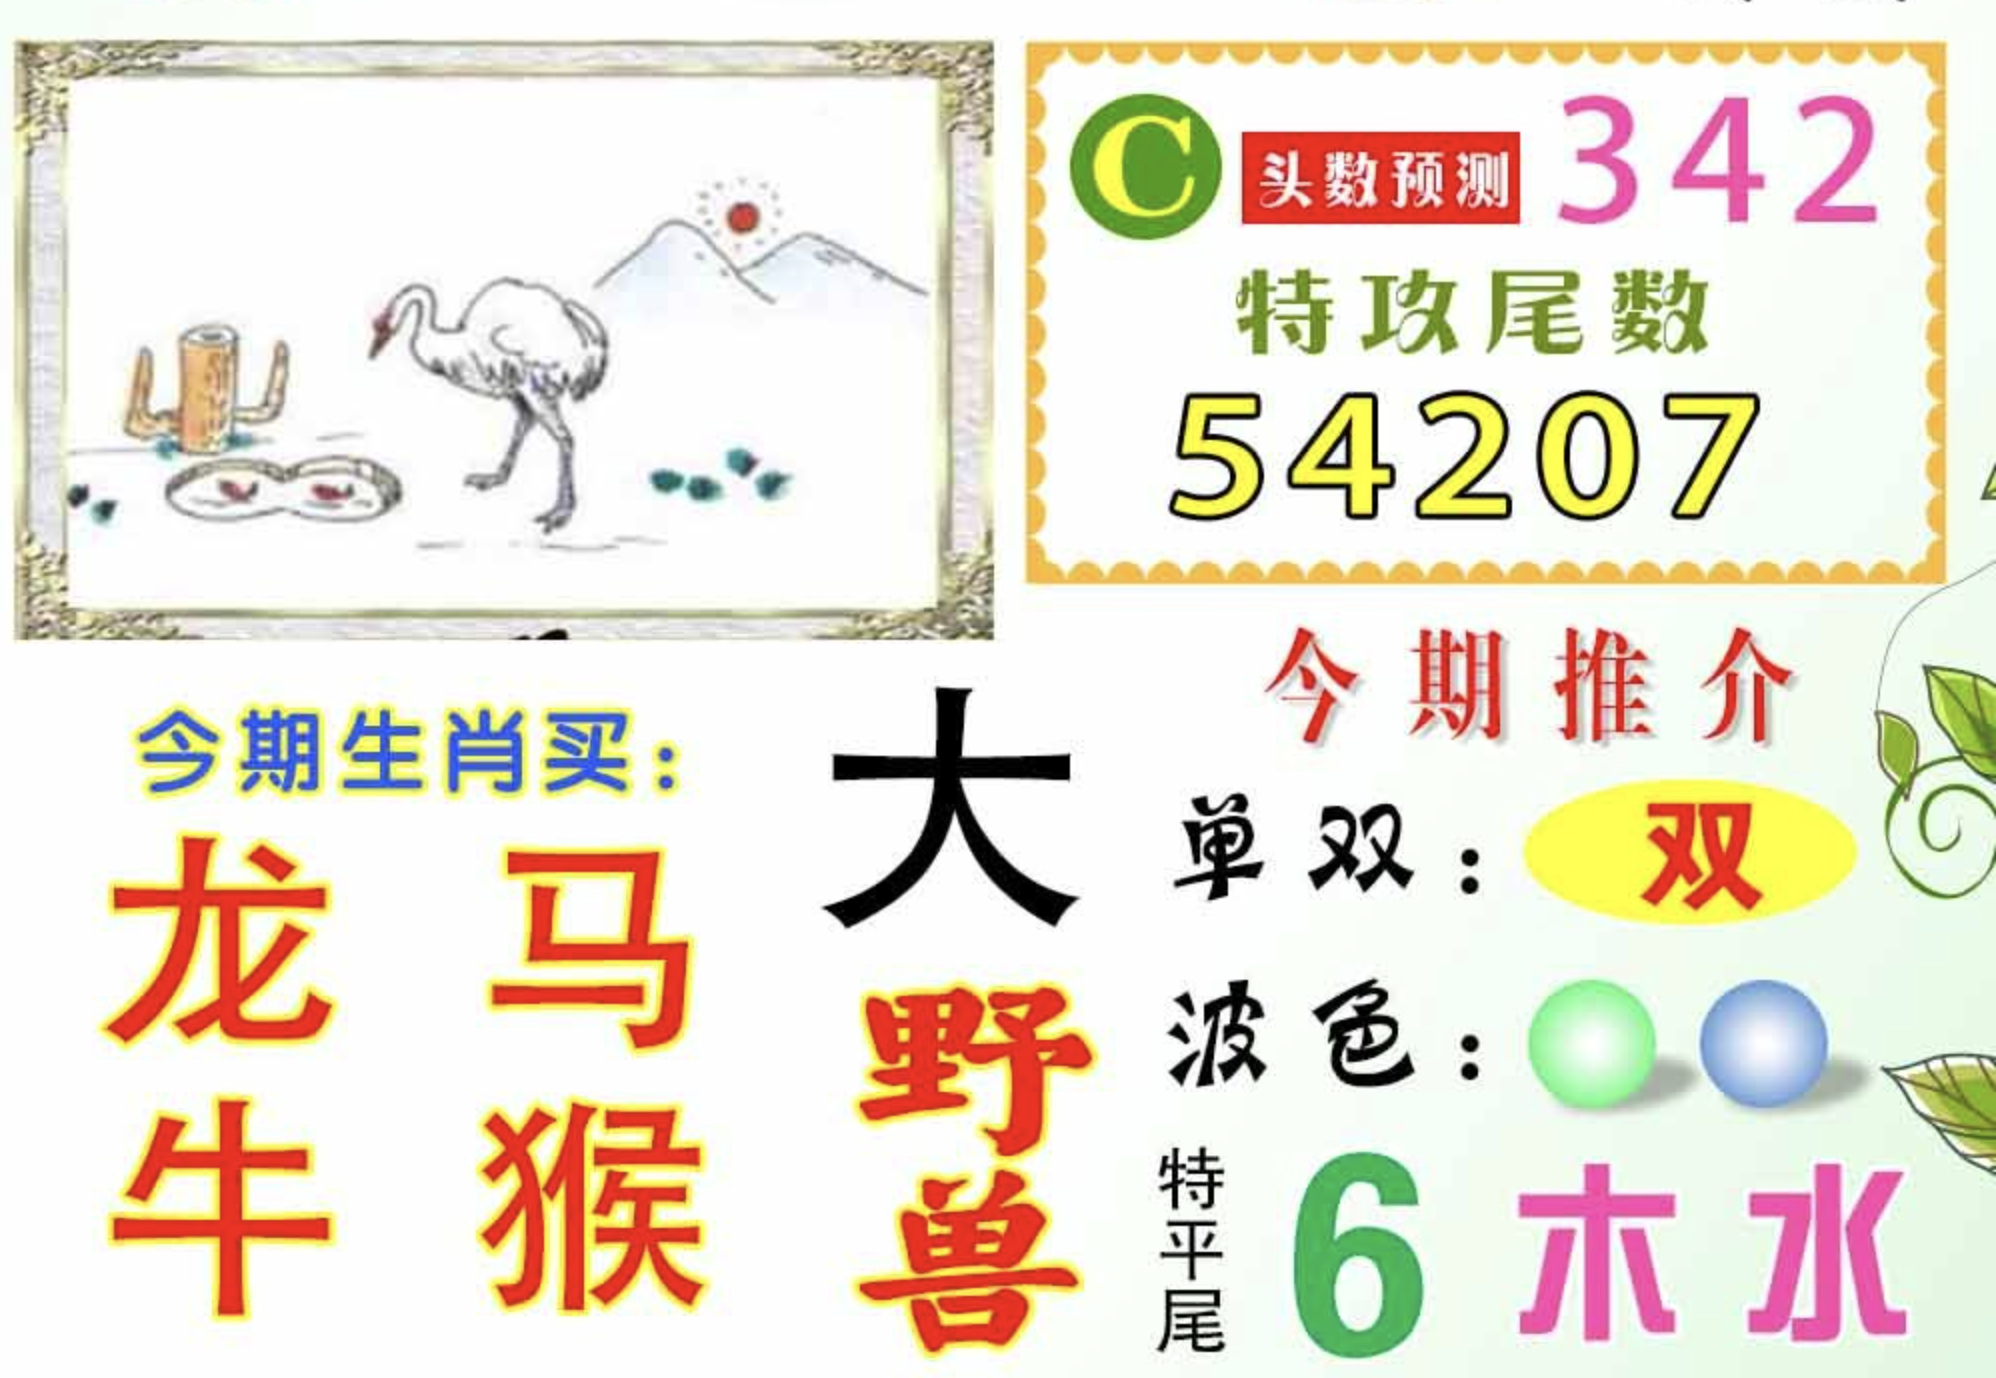 C 头数预测 342
特攻尾数
54207
今期推介
今期生肖买：
龙 马
牛 猴
大
野
兽
单双：双
波色：
特平尾 6 木水